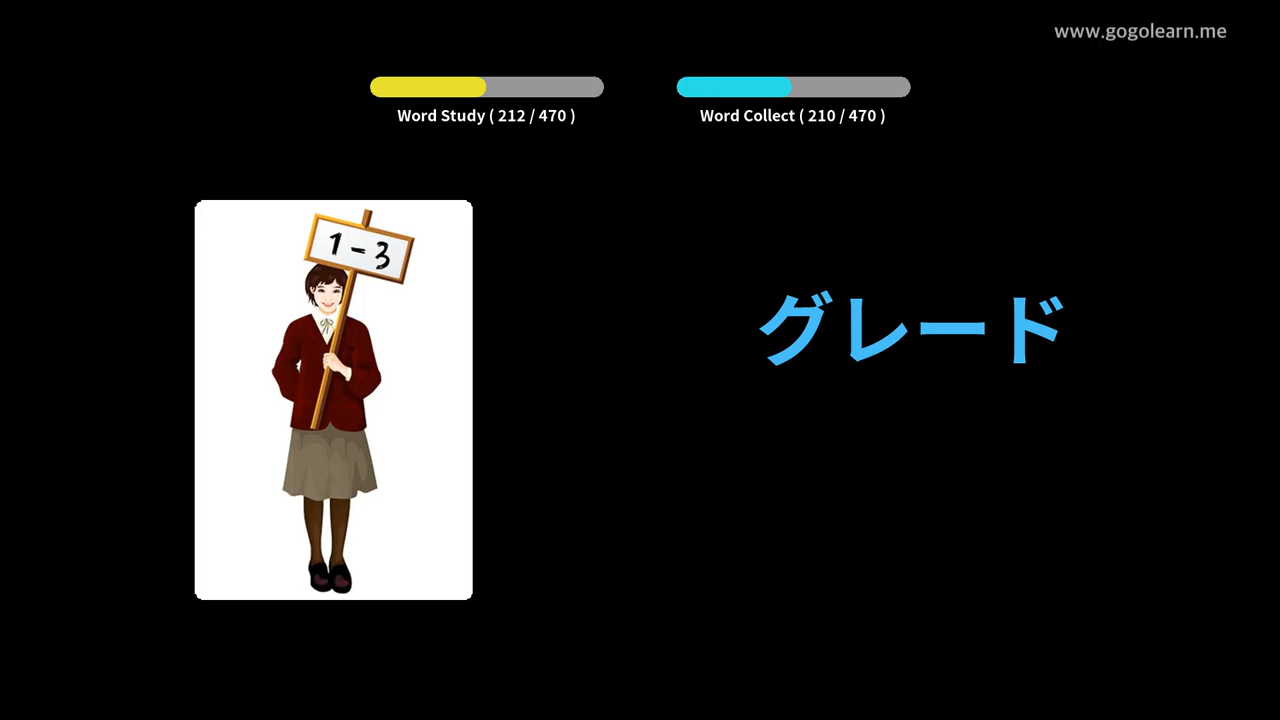 www.gogolearn.me
Word Study ( 212 / 470 )
Word Collect ( 210 / 470 )
1 - 3
グレード